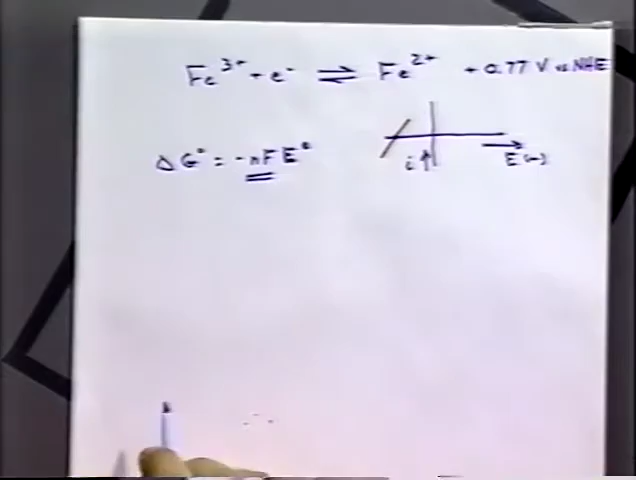 Fe³⁺ + e⁻ ⇌ Fe²⁺ + 0.77 V vs NHE
ΔG° = -nFE°
i↑
E(-)